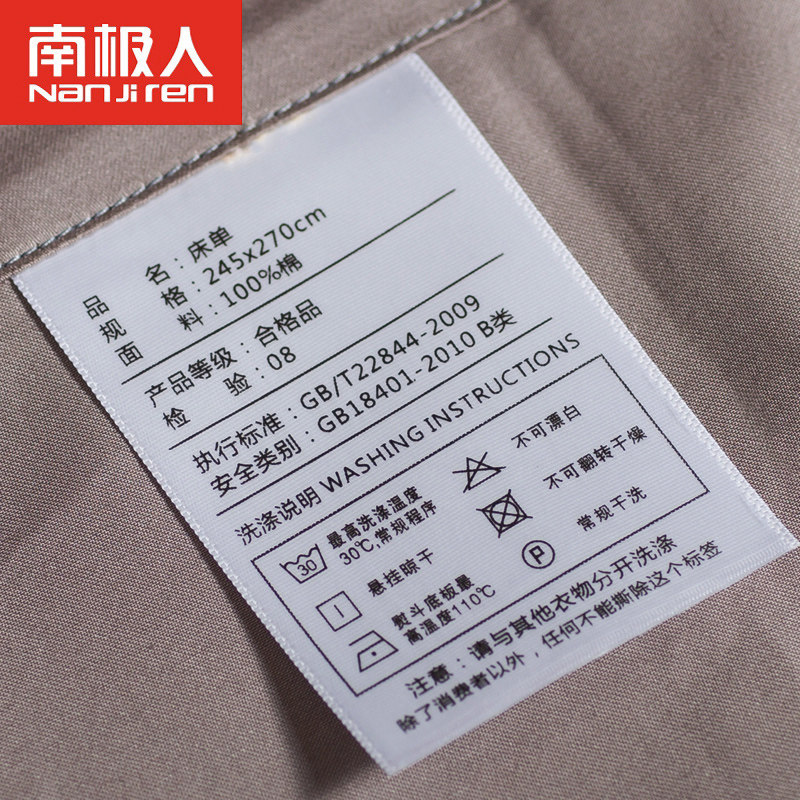 南极人
Nanjiren
品 名：床单
规 格：245x270cm
面 料：100%棉
产品等级：合格品
检 验：08
执行标准：GB/T22844-2009
安全类别：GB18401-2010 B类
洗涤说明 WASHING INSTRUCTIONS
30 最高洗涤温度 不可漂白
30℃,常规程序
悬挂晾干 不可翻转干燥
熨斗底板最 P 常规干洗
高温度110℃
注意：请与其他衣物分开洗涤
除了消费者以外，任何不能撕除这个标签